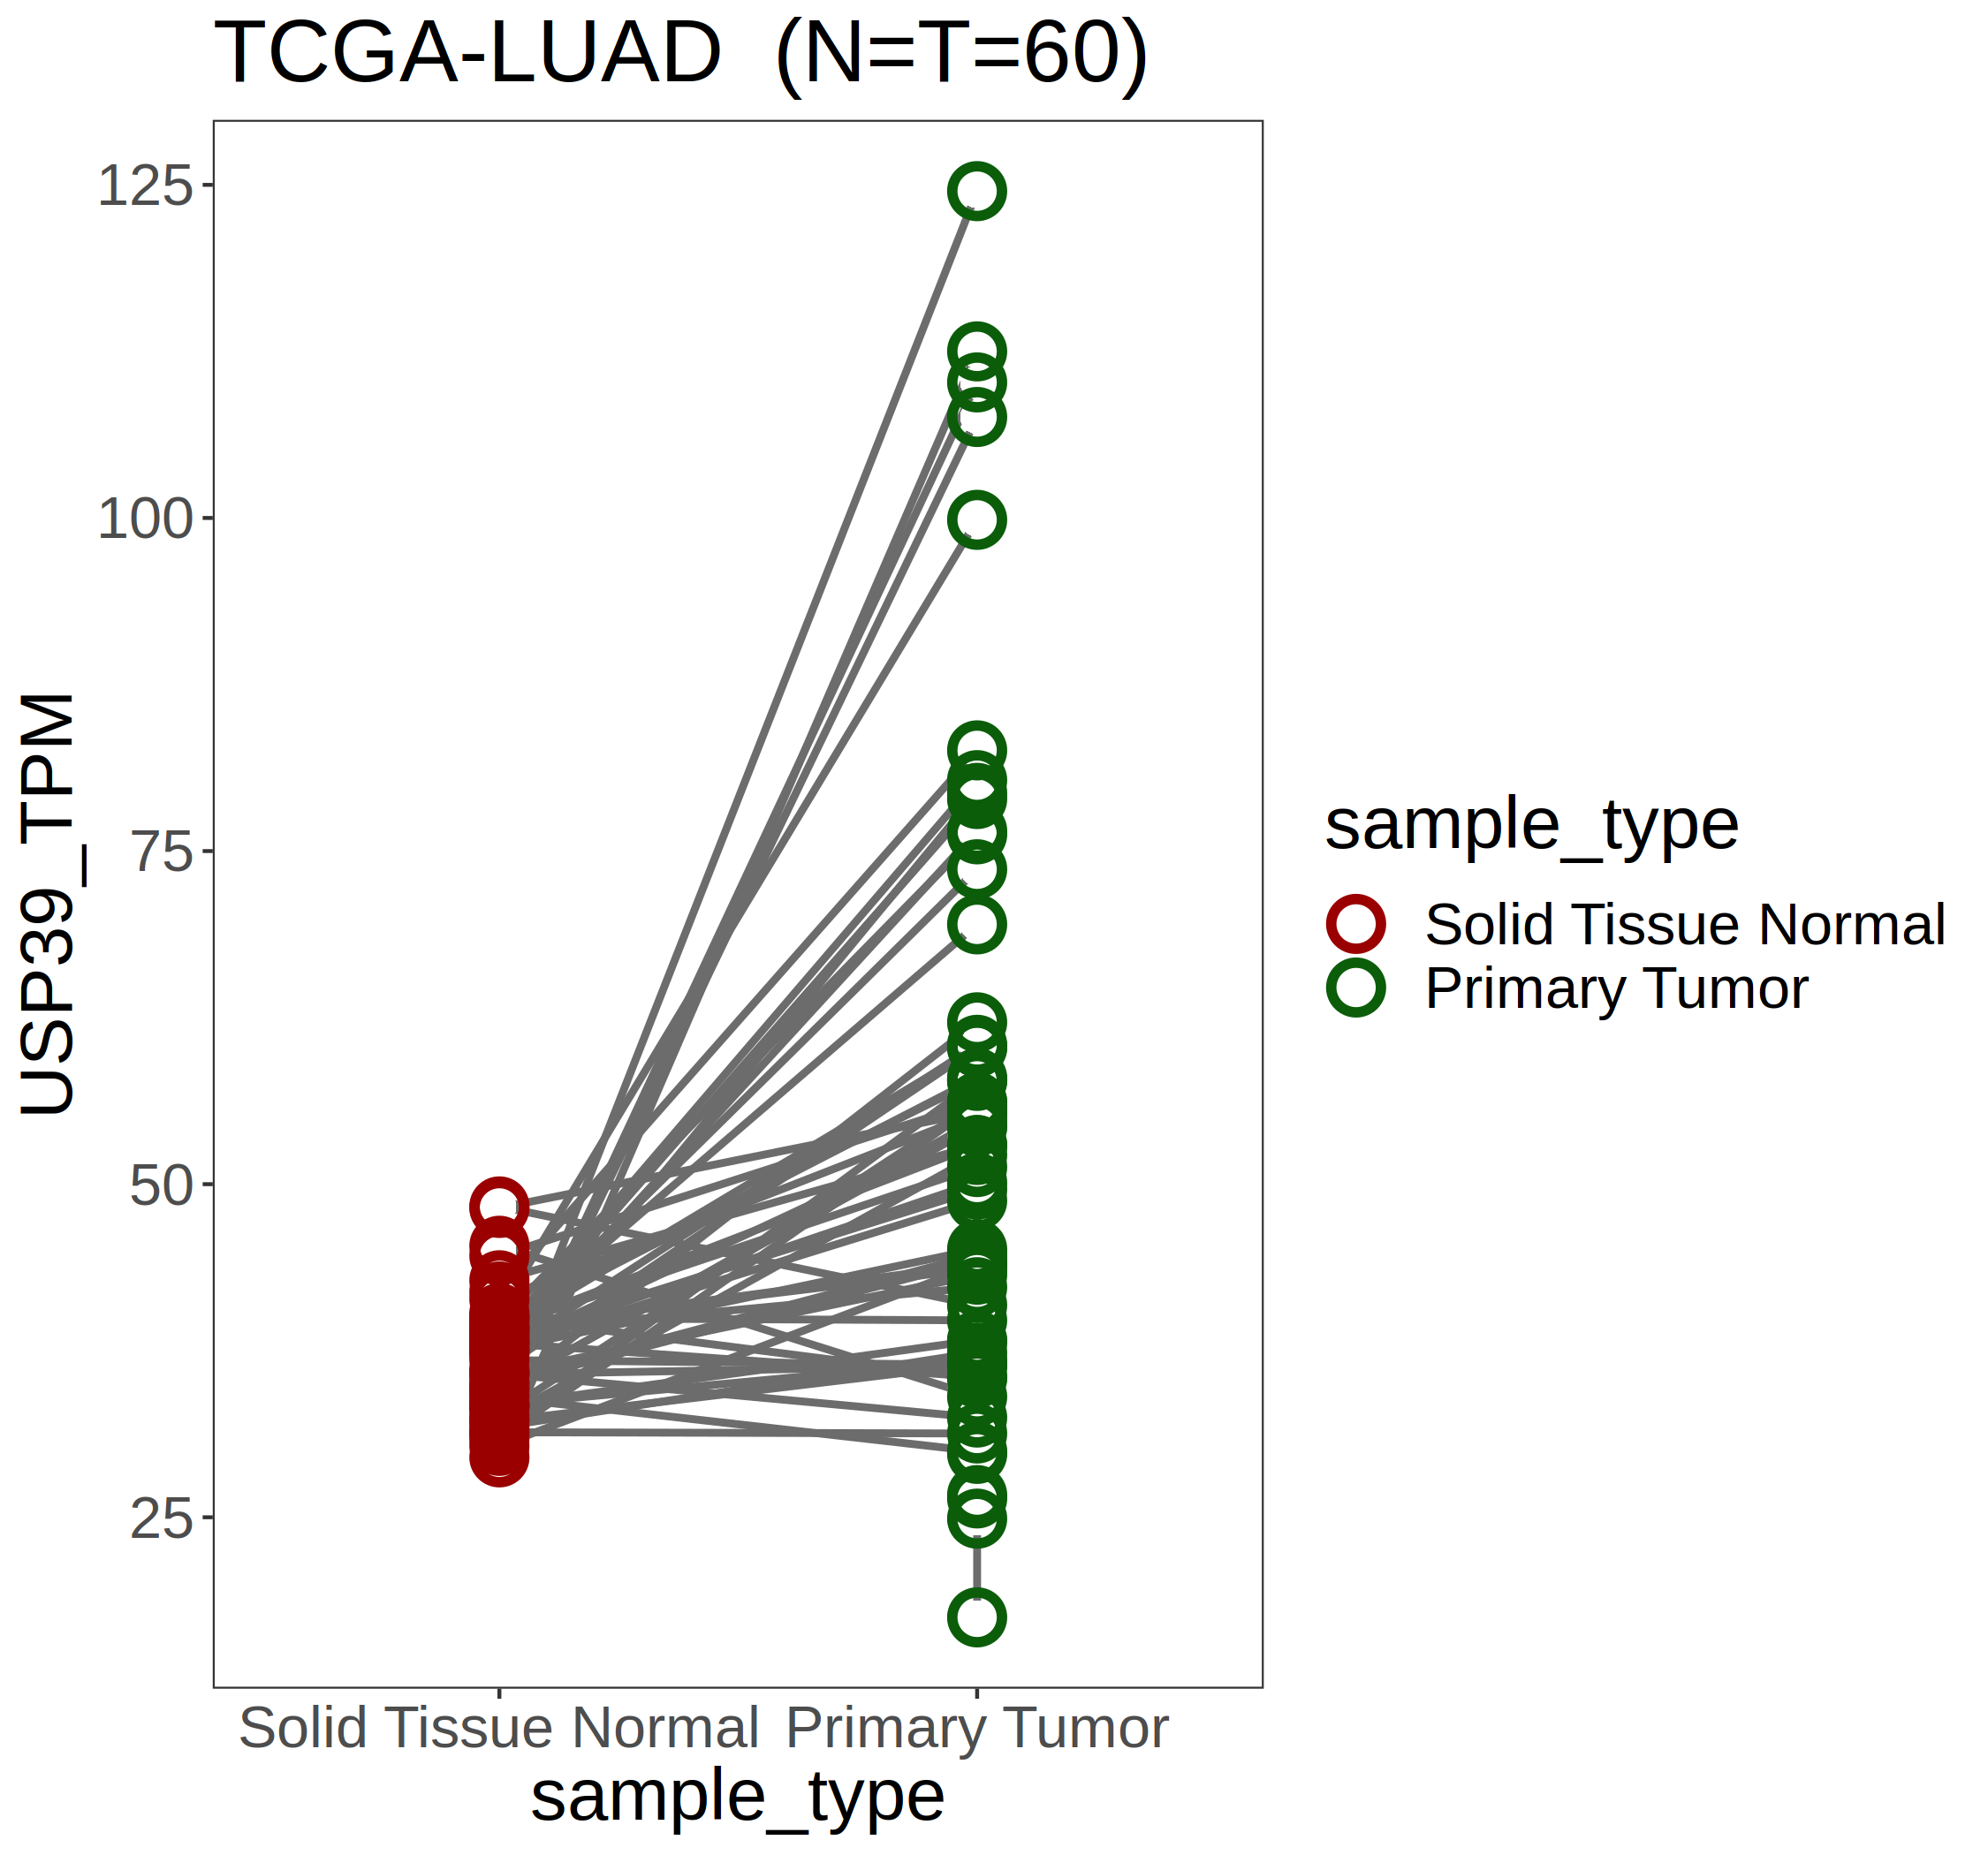 TCGA-LUAD  (N=T=60)
USP39_TPM
125
100
75
50
25
Solid Tissue Normal
Primary Tumor
sample_type
sample_type
Solid Tissue Normal
Primary Tumor